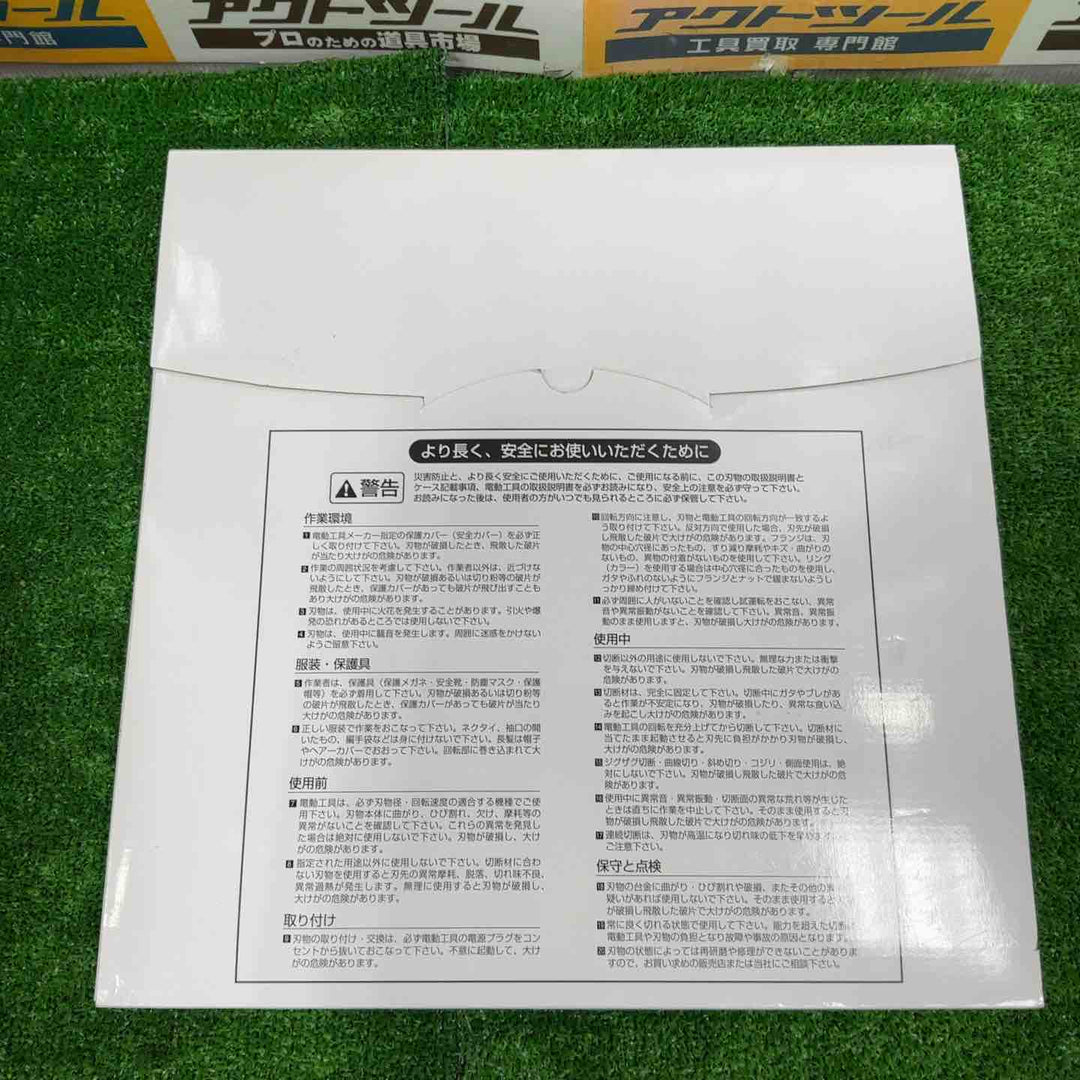 専門館
アクトツール
プロのための道具市場
アクトツール
工具買取 専門館
より長く、安全にお使いいただくために
警告
災害防止と、より長く安全にご使用いただくために、ご使用になる前に、この刃物の取扱説明書と
ケース記載事項、電動工具の取扱説明書を必ずお読みになり、安全上の注意を必ず守って下さい。
お読みになった後は、使用者の方がいつでも見られるところに必ず保管して下さい。
作業環境
1 電動工具メーカー指定の保護カバー（安全カバー）を必ず正
しく取り付けて下さい。刃物が破損したとき、飛散した破片
が当たり大けがの危険があります。
2 作業の周囲状況を考慮して下さい。作業者以外は、近づけな
いようにして下さい。刃物が破損あるいは切り粉等の破片が
飛散したとき、保護カバーがあっても破片が飛び出すことも
あり大けがの危険があります。
3 刃物は、使用中に火花を発生することがあります。引火や爆
発の恐れがあるところでは使用しないで下さい。
4 刃物は、使用中に騒音を発生します。周囲に迷惑をかけない
ようご留意下さい。
服装・保護具
5 作業者は、保護具（保護メガネ・安全靴・防塵マスク・保護
帽等）を必ず着用して下さい。刃物が破損あるいは切り粉等
の破片が飛散したとき、保護カバーがあっても破片が当たり
大けがの危険があります。
6 正しい服装で作業をおこなって下さい。ネクタイ、袖口の開
いたもの、編手袋などは身に付けないで下さい。長髪は帽子
やヘアーカバーでおおって下さい。回転部に巻き込まれて大
けがの危険があります。
使用前
7 電動工具は、必ず刃物径・回転速度の適合する機種でご使
用下さい。刃物本体に曲がり、ひび割れ、欠け、摩耗等の
異常がないことを確認して下さい。これらの異常を発見し
た場合は絶対に使用しないで下さい。刃物が破損し、大け
がの危険があります。
8 指定された用途以外に使用しないで下さい。切断材に合わ
ない刃物を使用すると刃先の異常摩耗、脱落、切れ味不良、
異常過熱が発生します。無理に使用すると刃物が破損し、
大けがの危険があります。
取り付け
9 刃物の取り付け・交換は、必ず電動工具の電源プラグをコン
セントから抜いておこなって下さい。不意に起動して、大け
がの危険があります。
10 回転方向に注意し、刃物と電動工具の回転方向が一致するよ
う取り付けて下さい。反対方向で使用した場合、刃先が破損
し飛散した破片で大けがの危険があります。フランジは、刃
物の中心穴径にあったもの、すり減り摩耗やキズ・曲がりの
ないもの、異物の付着がないものを使用して下さい。リング
（カラー）を使用する場合は中心穴径に合ったものを使用し、
ガタやふれのないようにフランジとナットで緩まないようし
っかり締め付けて下さい。
11 必ず周囲に人がいないことを確認し試運転をおこない、異常
音や異常振動がないことを確認して下さい。異常音、異常振
動のまま使用しますと、刃物が破損し大けがの危険があります。
使用中
12 切断以外の用途に使用しないで下さい。無理な力または衝撃
を与えないで下さい。刃物が破損し飛散した破片で大けがの
危険があります。
13 切断材は、完全に固定して下さい。切断中にガタやブレがあ
ると作業が不安定になり、刃物が破損したり、異常な食い込
みを起こし大けがの危険があります。
14 電動工具の回転を充分上げてから切断して下さい。切断材に
当てたまま起動させると刃先に負担がかかり刃物が破損し、
大けがの危険があります。
15 ジグザグ切断・曲線切り・斜め切り・コジリ・側面使用は、絶
対にしないで下さい。刃物が破損し飛散した破片で大けがの危
険があります。
16 使用中に異常音・異常振動・切断面の異常な荒れ等が生じた
ときは直ちに作業を中止して下さい。そのまま使用すると刃
物が破損し飛散した破片で大けがの危険があります。
17 連続切断は、刃物が高温になり切れ味の低下を早
ご注意下さい。
保守と点検
18 刃物の台金に曲がり・ひび割れや破損、またその他の
疑いがあれば使用しないで下さい。そのまま使用すると
が破損し飛散した破片で大けがの危険があります。
19 常に良く切れる状態で使用して下さい。能力を超えた切断
電動工具や刃物の負担となり故障や事故の原因となります
20 刃物の状態によっては再研磨や修理ができないことがありま
すので、お買い求めの販売店または当社にご相談下さい。